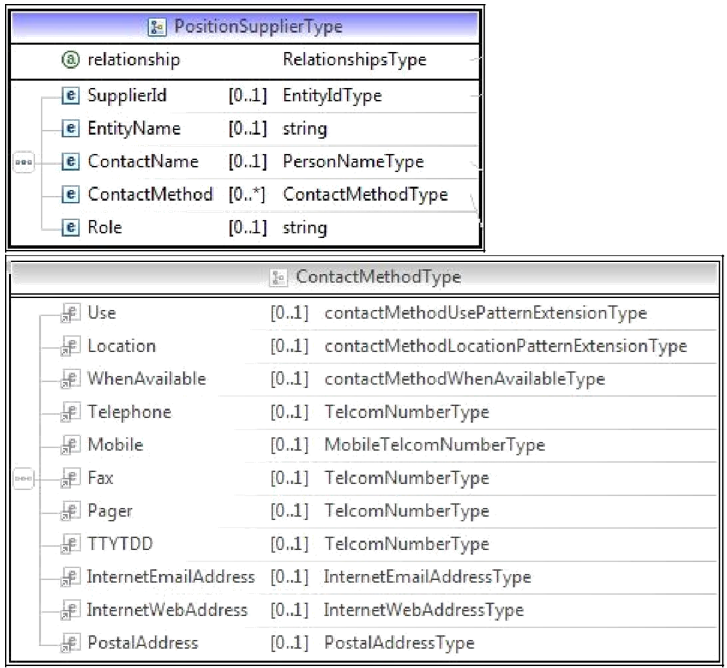 PositionSupplierType
a relationship RelationshipsType
e SupplierId [0..1] EntityIdType
e EntityName [0..1] string
e ContactName [0..1] PersonNameType
e ContactMethod [0..*] ContactMethodType
e Role [0..1] string
ContactMethodType
e Use [0..1] contactMethodUsePatternExtensionType
e Location [0..1] contactMethodLocationPatternExtensionType
e WhenAvailable [0..1] contactMethodWhenAvailableType
e Telephone [0..1] TelcomNumberType
e Mobile [0..1] MobileTelcomNumberType
e Fax [0..1] TelcomNumberType
e Pager [0..1] TelcomNumberType
e TTYTDD [0..1] TelcomNumberType
e InternetEmailAddress [0..1] InternetEmailAddressType
e InternetWebAddress [0..1] InternetWebAddressType
e PostalAddress [0..1] PostalAddressType